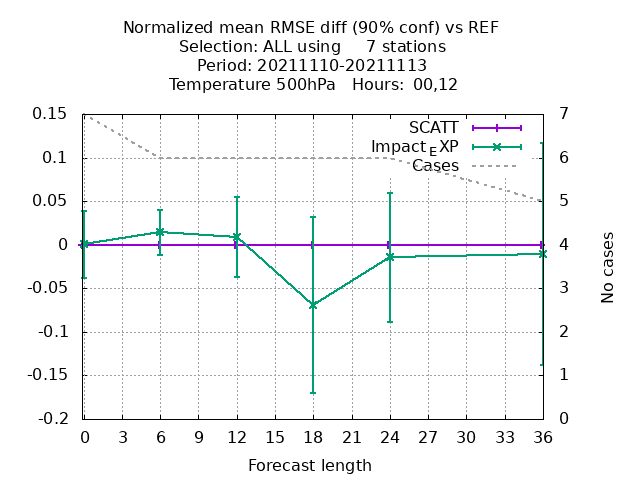 Normalized mean RMSE diff (90% conf) vs REF
Selection: ALL using 7 stations
Period: 20211110-20211113
Temperature 500hPa Hours: 00,12
SCATT
Impact_EXP
Cases
0.15
0.1
0.05
0
-0.05
-0.1
-0.15
-0.2
7
6
5
4
3
2
1
0
No cases
0 3 6 9 12 15 18 21 24 27 30 33 36
Forecast length